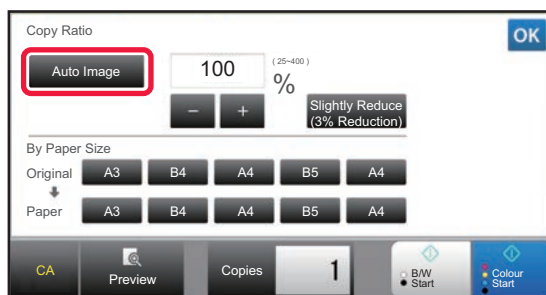 Copy Ratio
OK
Auto Image
100
(25~400)
%
－
＋
Slightly Reduce
(3% Reduction)
By Paper Size
Original
A3
B4
A4
B5
A4
Paper
A3
B4
A4
B5
A4
CA
Preview
Copies
1
B/W
Start
Colour
Start